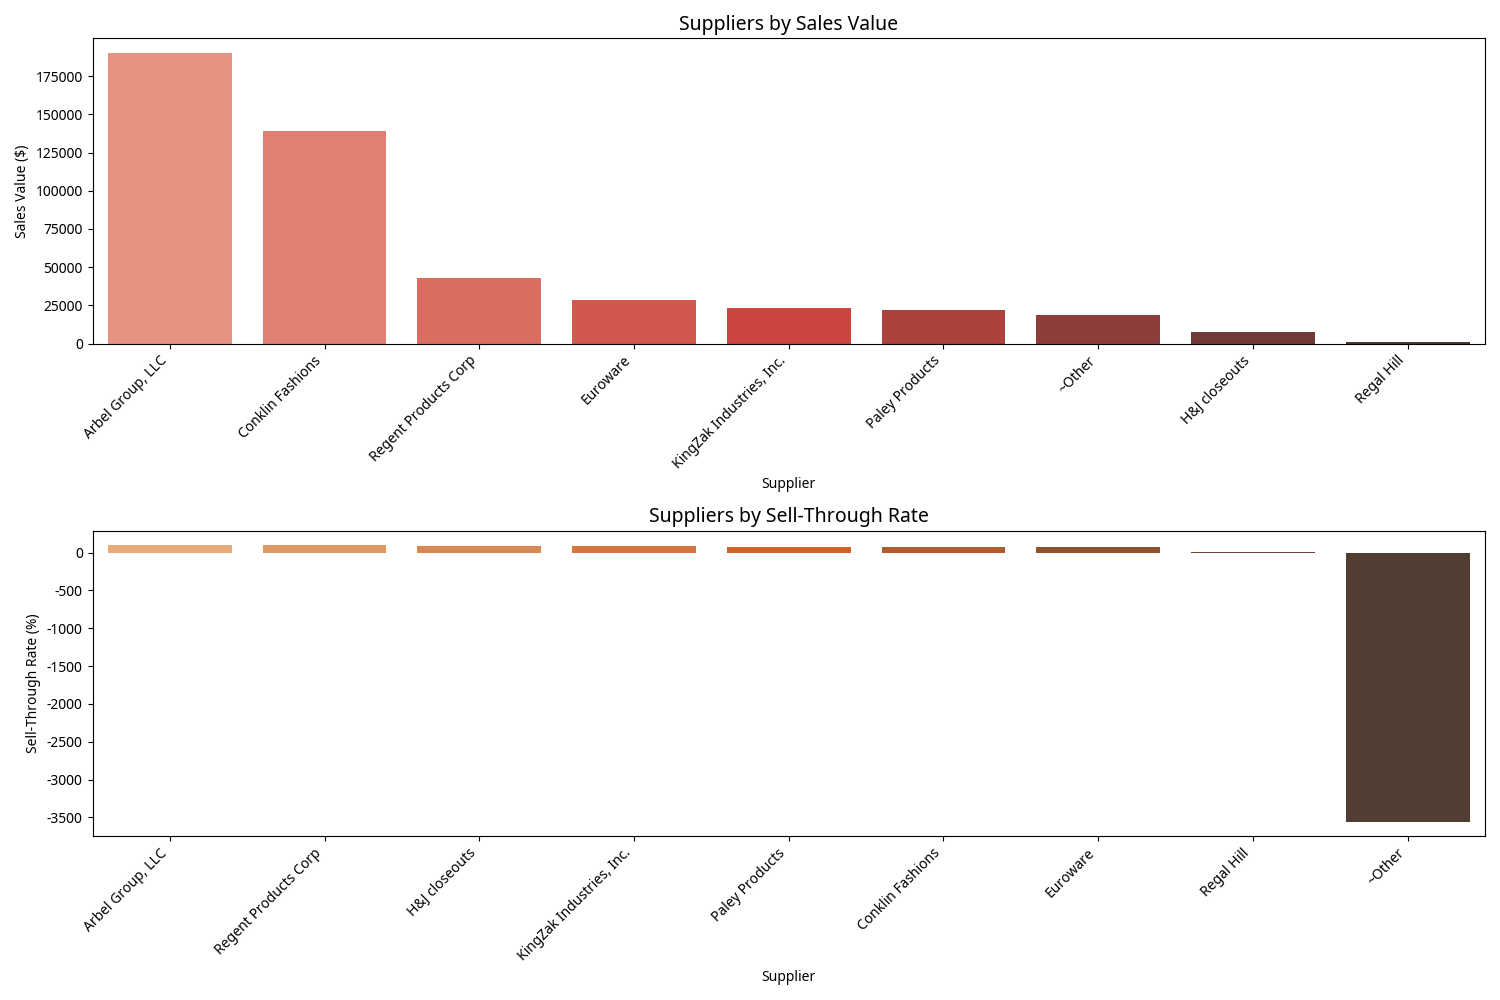 Suppliers by Sales Value
Sales Value ($)
175000
150000
125000
100000
75000
50000
25000
0
Arbel Group, LLC
Conklin Fashions
Regent Products Corp
Euroware
KingZak Industries, Inc.
Paley Products
~Other
H&J closeouts
Regal Hill
Supplier
Suppliers by Sell-Through Rate
Sell-Through Rate (%)
0
-500
-1000
-1500
-2000
-2500
-3000
-3500
Arbel Group, LLC
Regent Products Corp
H&J closeouts
KingZak Industries, Inc.
Paley Products
Conklin Fashions
Euroware
Regal Hill
~Other
Supplier